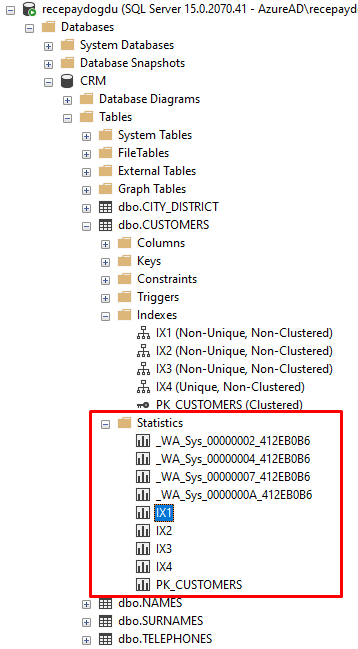 recepaydogdu (SQL Server 15.0.2070.41 - AzureAD\recepayd
Databases
System Databases
Database Snapshots
CRM
Database Diagrams
Tables
System Tables
FileTables
External Tables
Graph Tables
dbo.CITY_DISTRICT
dbo.CUSTOMERS
Columns
Keys
Constraints
Triggers
Indexes
IX1 (Non-Unique, Non-Clustered)
IX2 (Non-Unique, Non-Clustered)
IX3 (Non-Unique, Non-Clustered)
IX4 (Unique, Non-Clustered)
PK_CUSTOMERS (Clustered)
Statistics
_WA_Sys_00000002_412EB0B6
_WA_Sys_00000004_412EB0B6
_WA_Sys_00000007_412EB0B6
_WA_Sys_0000000A_412EB0B6
IX1
IX2
IX3
IX4
PK_CUSTOMERS
dbo.NAMES
dbo.SURNAMES
dbo.TELEPHONES